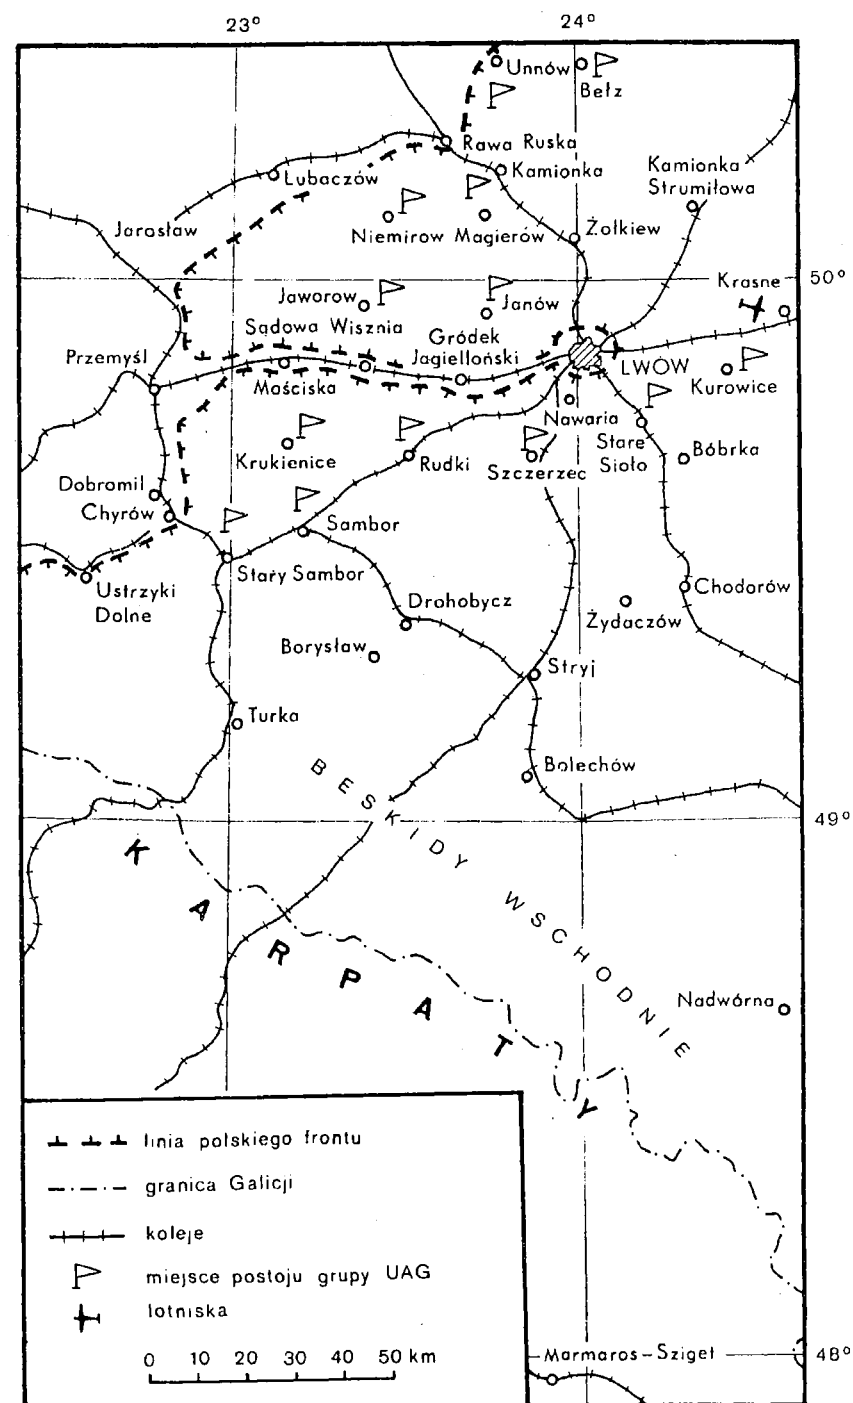 23°
24°
Unnów
Bełz
Rawa Ruska
Kamionka
Kamionka
Strumiłowa
Lubaczów
Jarosław
Niemirow
Magierów
Żołkiew
50°
Krasne
Jaworow
Janów
Sądowa Wisznia
Gródek
Jagielloński
Przemyśl
LWÓW
Mościska
Kurowice
Nawaria
Stare
Sioło
Krukienice
Rudki
Szczerzec
Bóbrka
Dobromil
Chyrów
Sambor
Stary Sambor
Ustrzyki
Dolne
Drohobycz
Chodorów
Żydaczów
Borysław
Stryj
Turka
Bolechów
BESKIDY WSCHODNIE
49°
KARPATY
Nadwórna
linia polskiego frontu
granica Galicji
koleje
miejsce postoju grupy UAG
lotniska
0 10 20 30 40 50 km
Marmaros-Sziget
48°